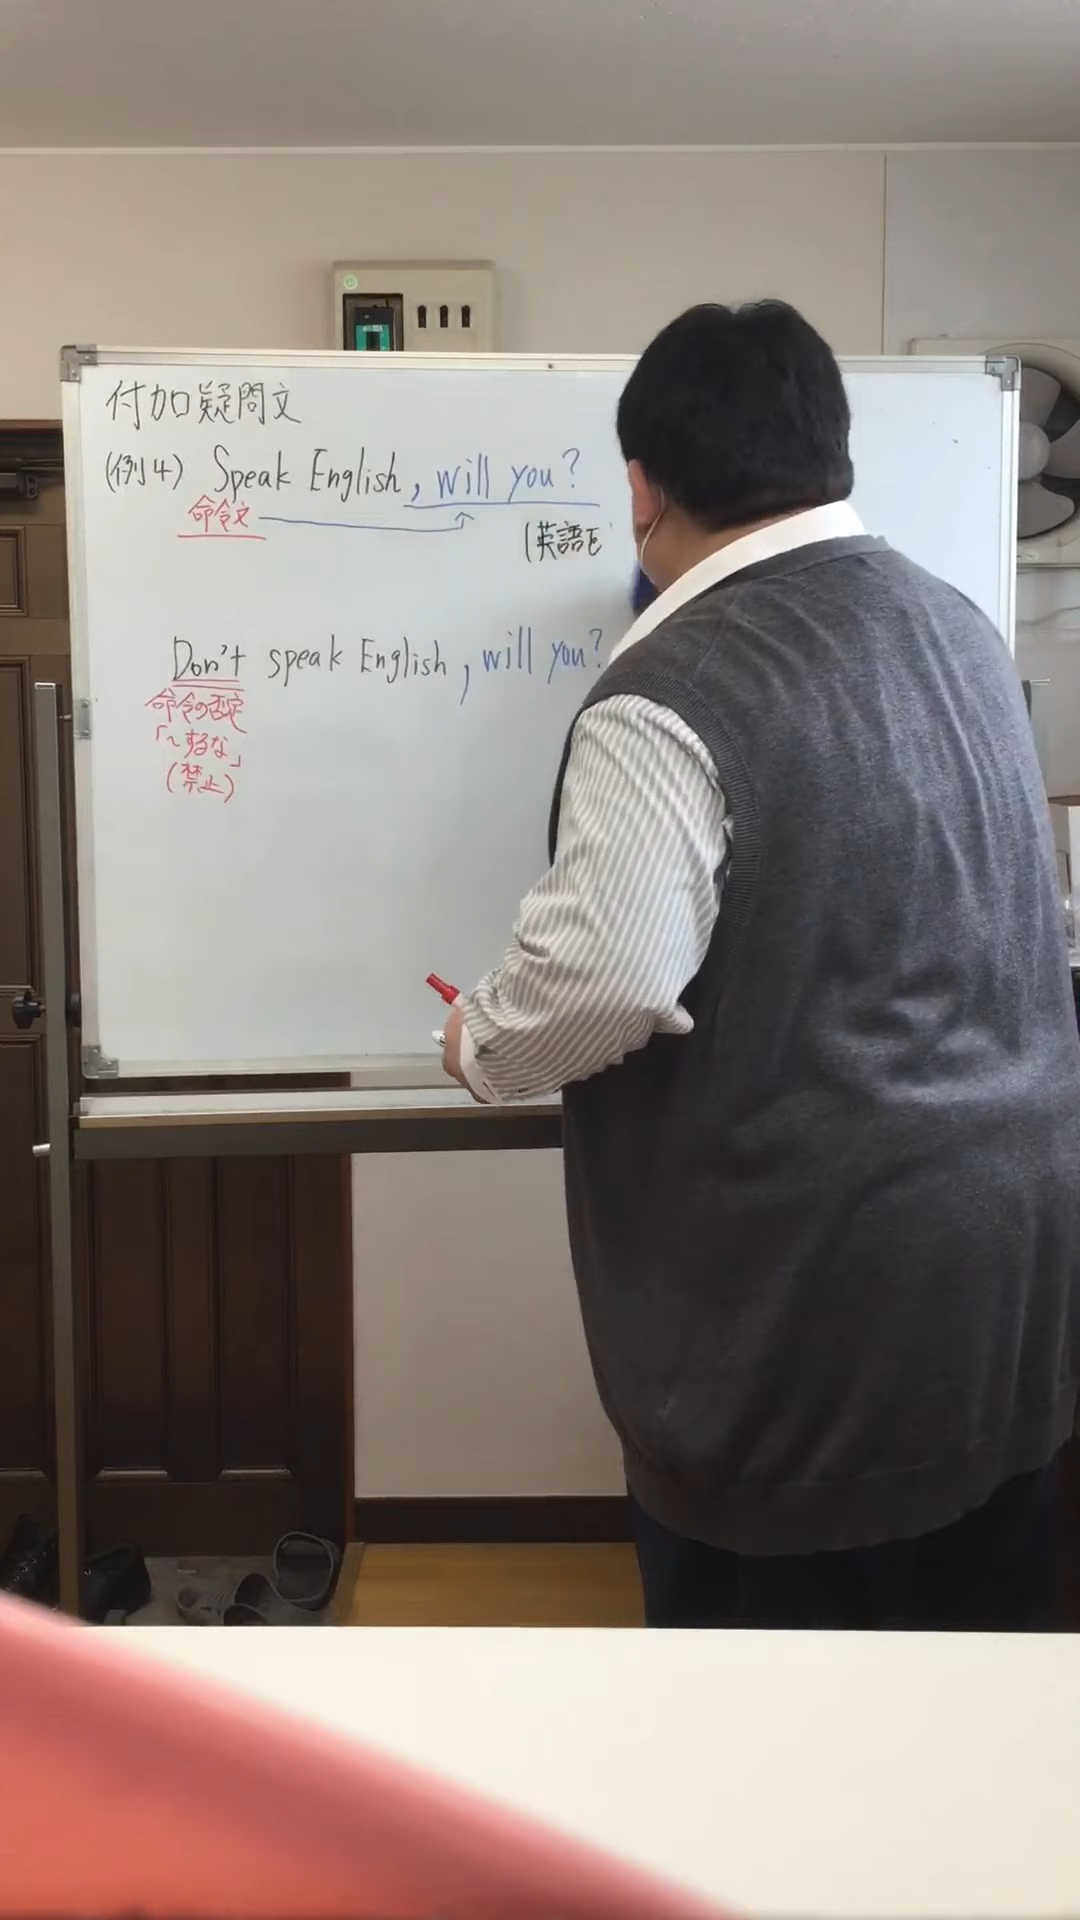 付加疑問文
(例4) Speak English, will you?
命令文
(英語を
Don't speak English, will you?
命令の否定
「~するな」
(禁止)